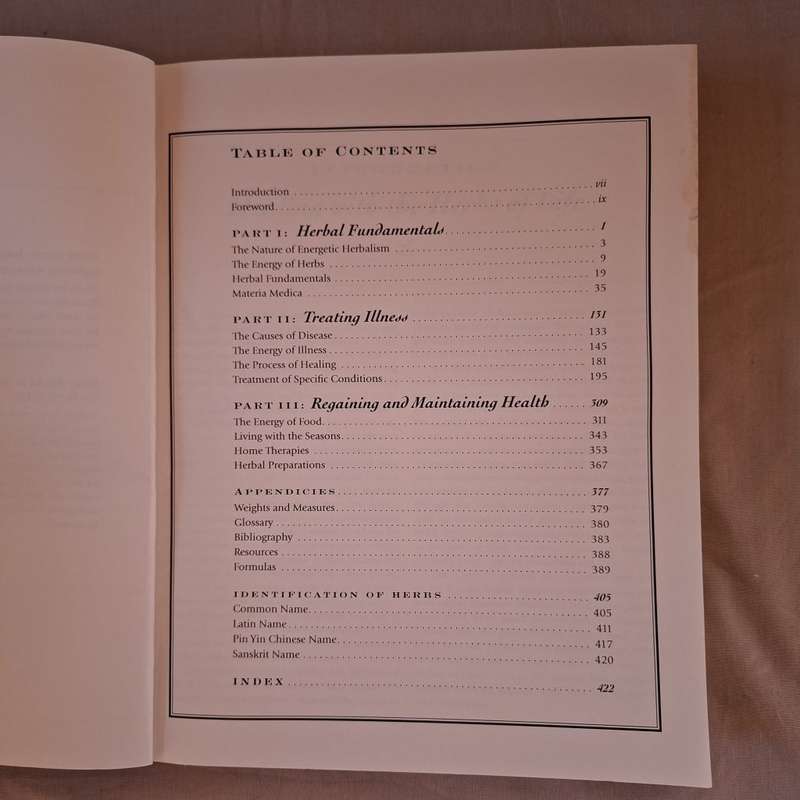 TABLE OF CONTENTS
Introduction vii
Foreword ix
PART I: Herbal Fundamentals 1
The Nature of Energetic Herbalism 3
The Energy of Herbs 9
Herbal Fundamentals 19
Materia Medica 35
PART II: Treating Illness 131
The Causes of Disease 133
The Energy of Illness 145
The Process of Healing 181
Treatment of Specific Conditions 195
PART III: Regaining and Maintaining Health 309
The Energy of Food 311
Living with the Seasons 343
Home Therapies 353
Herbal Preparations 367
APPENDICIES 377
Weights and Measures 379
Glossary 380
Bibliography 383
Resources 388
Formulas 389
IDENTIFICATION OF HERBS 405
Common Name 405
Latin Name 411
Pin Yin Chinese Name 417
Sanskrit Name 420
INDEX 422